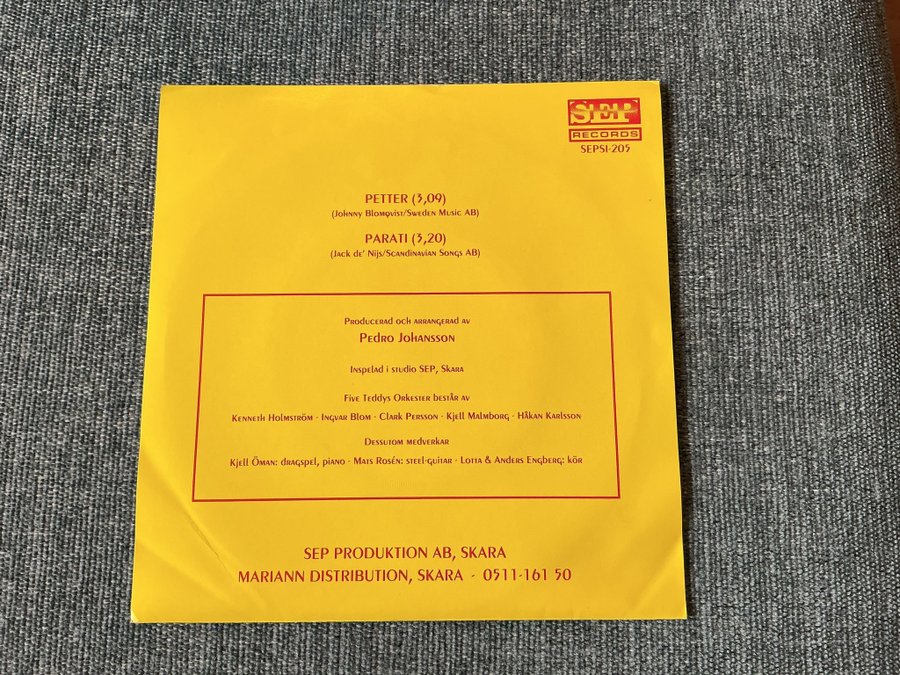 SEP
RECORDS
SEPSI-205
PETTER (3,09)
(Johnny Blomqvist/Sweden Music AB)
PARATI (3,20)
(Jack de' Nijs/Scandinavian Songs AB)
Producerad och arrangerad av
Pedro Johansson
Inspelad i studio SEP, Skara
Five Teddys Orkester består av
Kenneth Holmström · Ingvar Blom · Clark Persson · Kjell Malmborg · Håkan Karlsson
Dessutom medverkar
Kjell Öman: dragspel, piano · Mats Rosén: steel-guitar · Lotta & Anders Engberg: kör
SEP PRODUKTION AB, SKARA
MARIANN DISTRIBUTION, SKARA - 0511-161 50